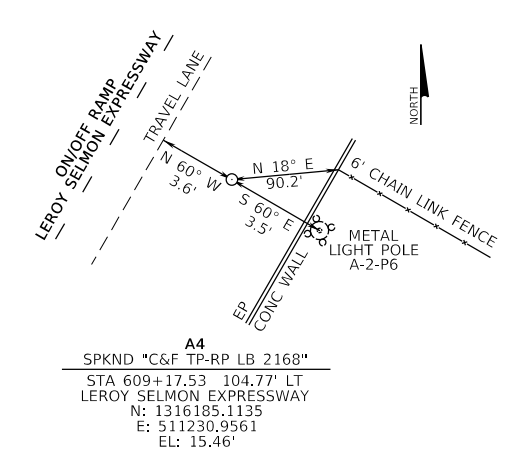 ON/OFF RAMP
LEROY SELMON EXPRESSWAY
TRAVEL LANE
NORTH
N 60° W
3.6'
N 18° E
90.2'
S 60° E
3.5'
6' CHAIN LINK FENCE
METAL
LIGHT POLE
A-2-P6
EP
CONC WALL
A4
SPKND "C&F TP-RP LB 2168"
STA 609+17.53 104.77' LT
LEROY SELMON EXPRESSWAY
N: 1316185.1135
E: 511230.9561
EL: 15.46'